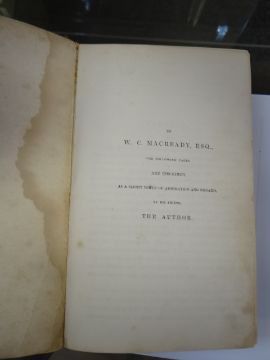 TO
W. C. MACREADY, ESQ.,
THE FOLLOWING PAGES
ARE INSCRIBED,
AS A SLIGHT TOKEN OF ADMIRATION AND REGARD,
BY HIS FRIEND,
THE AUTHOR.